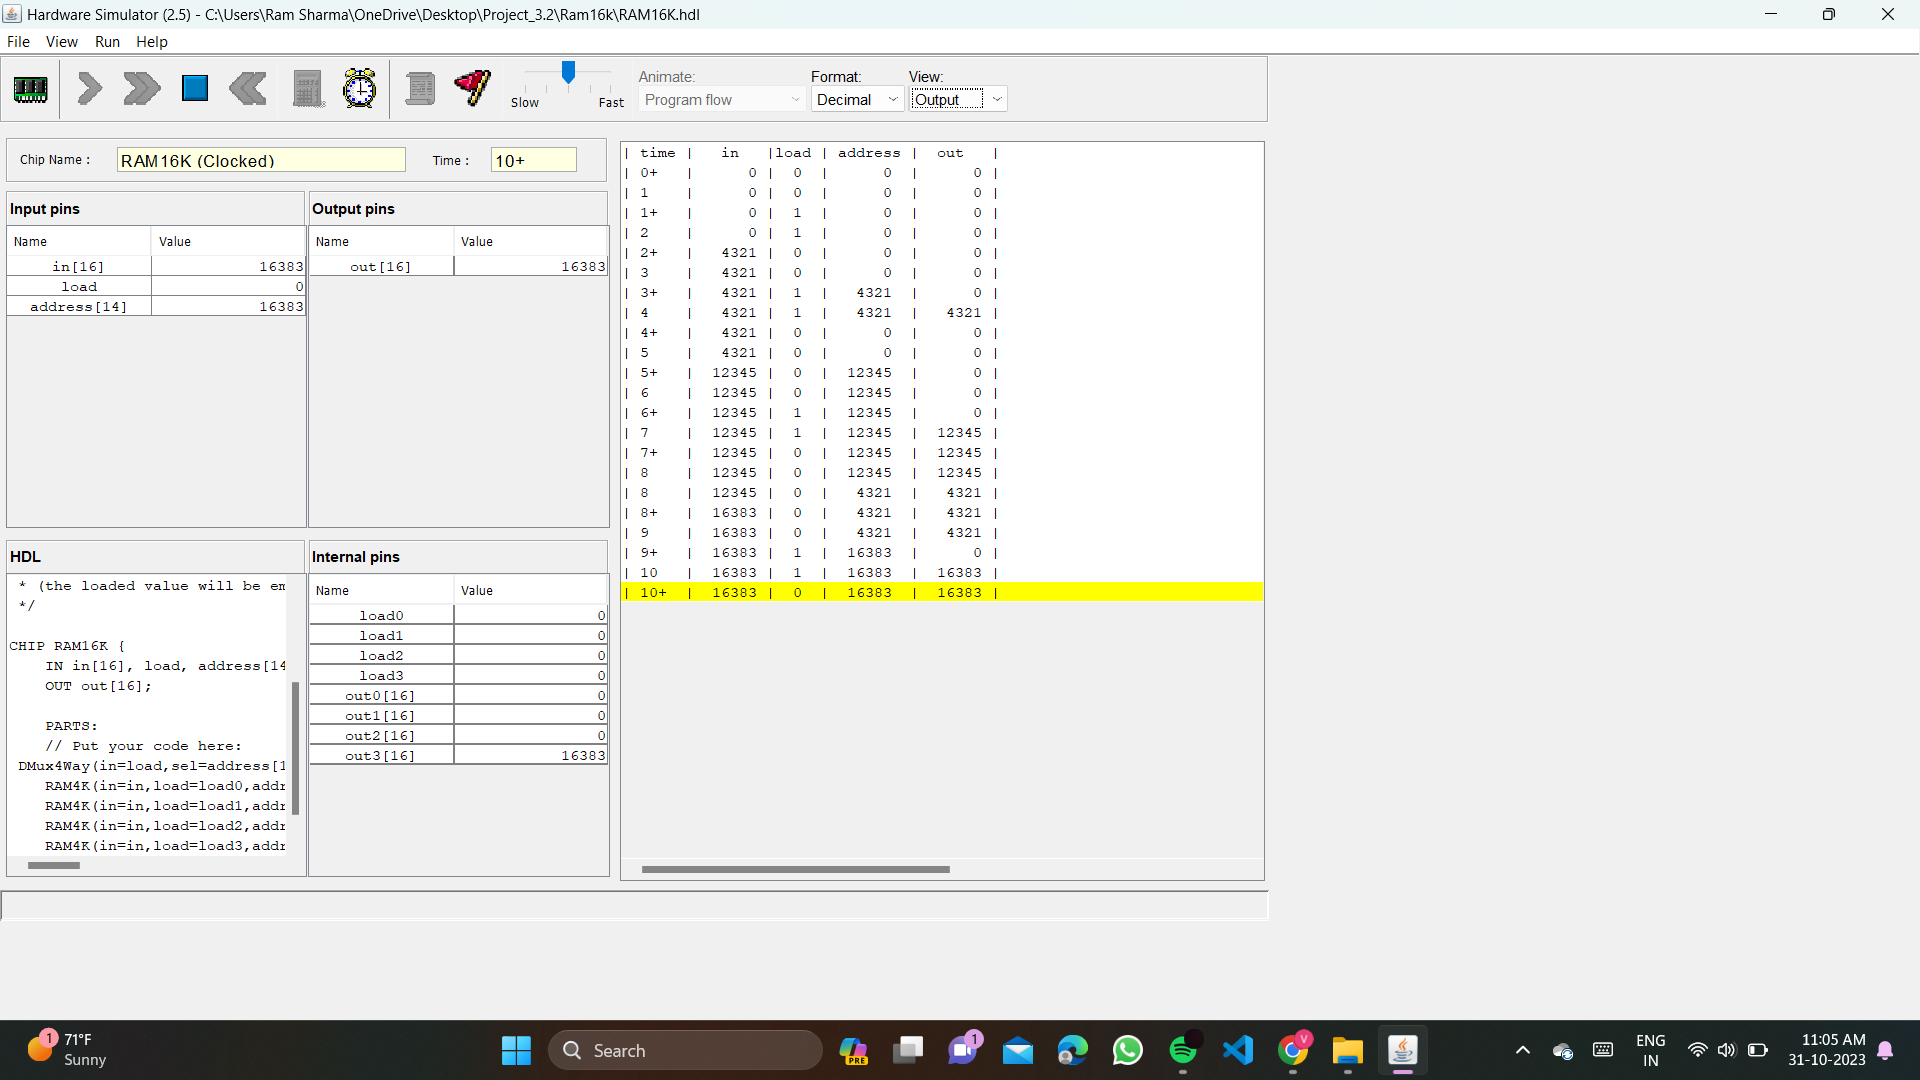 Hardware Simulator (2.5) - C:\Users\Ram Sharma\OneDrive\Desktop\Project_3.2\Ram16k\RAM16K.hdl
File View Run Help
Slow Fast
Animate: Format: View:
Program flow Decimal Output
Chip Name : RAM16K (Clocked) Time : 10+
Input pins
Name Value
in[16] 16383
load 0
address[14] 16383
Output pins
Name Value
out[16] 16383
HDL
* (the loaded value will be em
*/
CHIP RAM16K {
IN in[16], load, address[14
OUT out[16];
PARTS:
// Put your code here:
DMux4Way(in=load,sel=address[1
RAM4K(in=in,load=load0,addr
RAM4K(in=in,load=load1,addr
RAM4K(in=in,load=load2,addr
RAM4K(in=in,load=load3,addr
Internal pins
Name Value
load0 0
load1 0
load2 0
load3 0
out0[16] 0
out1[16] 0
out2[16] 0
out3[16] 16383
| time | in |load | address | out |
| 0+ | 0 | 0 | 0 | 0 |
| 1 | 0 | 0 | 0 | 0 |
| 1+ | 0 | 1 | 0 | 0 |
| 2 | 0 | 1 | 0 | 0 |
| 2+ | 4321 | 0 | 0 | 0 |
| 3 | 4321 | 0 | 0 | 0 |
| 3+ | 4321 | 1 | 4321 | 0 |
| 4 | 4321 | 1 | 4321 | 4321 |
| 4+ | 4321 | 0 | 0 | 0 |
| 5 | 4321 | 0 | 0 | 0 |
| 5+ | 12345 | 0 | 12345 | 0 |
| 6 | 12345 | 0 | 12345 | 0 |
| 6+ | 12345 | 1 | 12345 | 0 |
| 7 | 12345 | 1 | 12345 | 12345 |
| 7+ | 12345 | 0 | 12345 | 12345 |
| 8 | 12345 | 0 | 12345 | 12345 |
| 8 | 12345 | 0 | 4321 | 4321 |
| 8+ | 16383 | 0 | 4321 | 4321 |
| 9 | 16383 | 0 | 4321 | 4321 |
| 9+ | 16383 | 1 | 16383 | 0 |
| 10 | 16383 | 1 | 16383 | 16383 |
| 10+ | 16383 | 0 | 16383 | 16383 |
1
71°F
Sunny
Search
PRE
1
V
ENG
IN
11:05 AM
31-10-2023